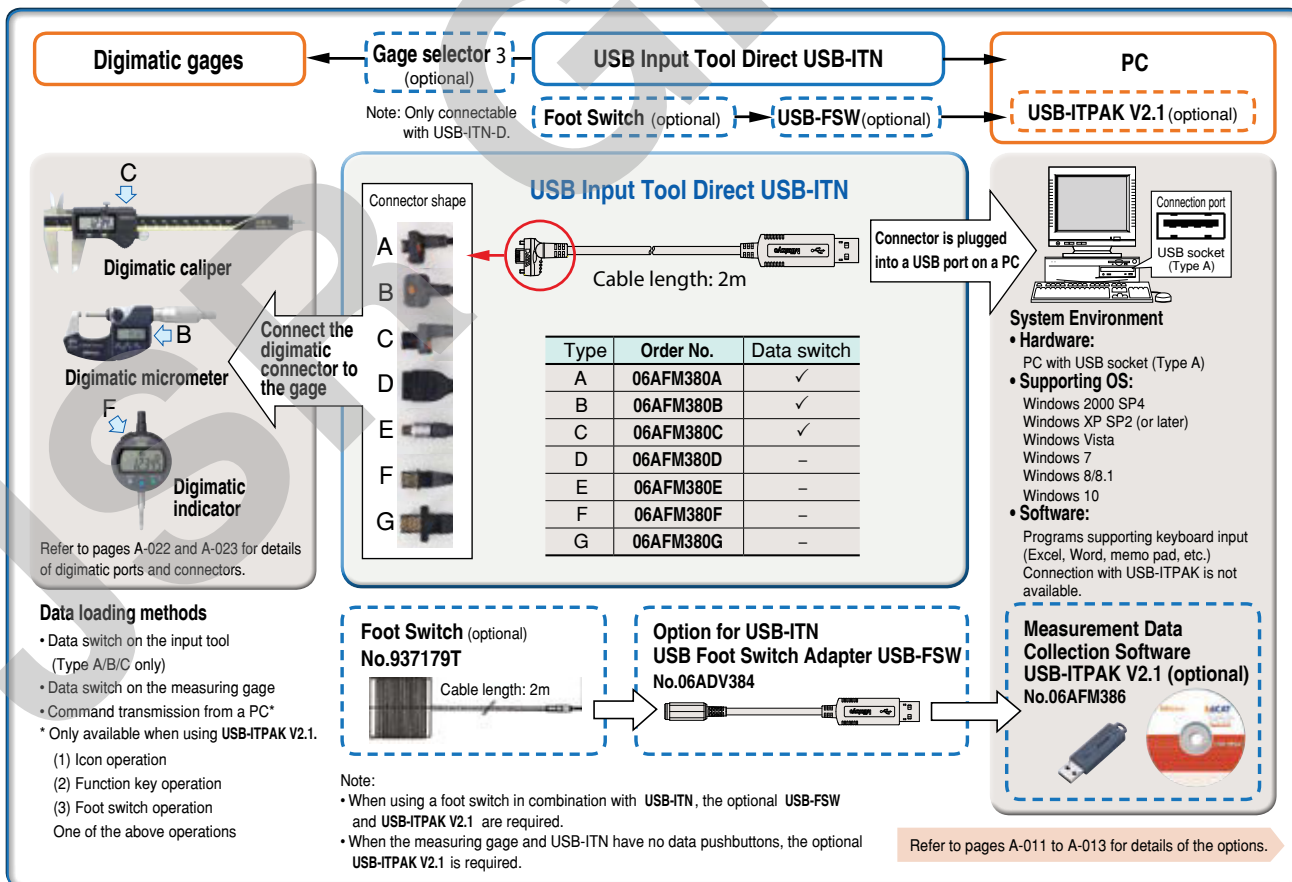 Digimatic gages
Gage selector 3
(optional)
USB Input Tool Direct USB-ITN
PC
Note: Only connectable
with USB-ITN-D.
Foot Switch (optional)
USB-FSW(optional)
USB-ITPAK V2.1 (optional)
C
Digimatic caliper
B
Digimatic micrometer
F
Digimatic
indicator
Refer to pages A-022 and A-023 for details
of digimatic ports and connectors.
Connect the
digimatic
connector to
the gage
Connector shape
A
B
C
D
E
F
G
USB Input Tool Direct USB-ITN
Mitutoyo
Cable length: 2m
Type Order No. Data switch
A 06AFM380A ✓
B 06AFM380B ✓
C 06AFM380C ✓
D 06AFM380D –
E 06AFM380E –
F 06AFM380F –
G 06AFM380G –
Connector is plugged
into a USB port on a PC
Connection port
USB socket
(Type A)
System Environment
• Hardware:
PC with USB socket (Type A)
• Supporting OS:
Windows 2000 SP4
Windows XP SP2 (or later)
Windows Vista
Windows 7
Windows 8/8.1
Windows 10
• Software:
Programs supporting keyboard input
(Excel, Word, memo pad, etc.)
Connection with USB-ITPAK is not
available.
Data loading methods
• Data switch on the input tool
(Type A/B/C only)
• Data switch on the measuring gage
• Command transmission from a PC*
* Only available when using USB-ITPAK V2.1.
(1) Icon operation
(2) Function key operation
(3) Foot switch operation
One of the above operations
Foot Switch (optional)
No.937179T
Cable length: 2m
Option for USB-ITN
USB Foot Switch Adapter USB-FSW
No.06ADV384
Mitutoyo
Measurement Data
Collection Software
USB-ITPAK V2.1 (optional)
No.06AFM386
Note:
• When using a foot switch in combination with USB-ITN, the optional USB-FSW
and USB-ITPAK V2.1 are required.
• When the measuring gage and USB-ITN have no data pushbuttons, the optional
USB-ITPAK V2.1 is required.
Refer to pages A-011 to A-013 for details of the options.